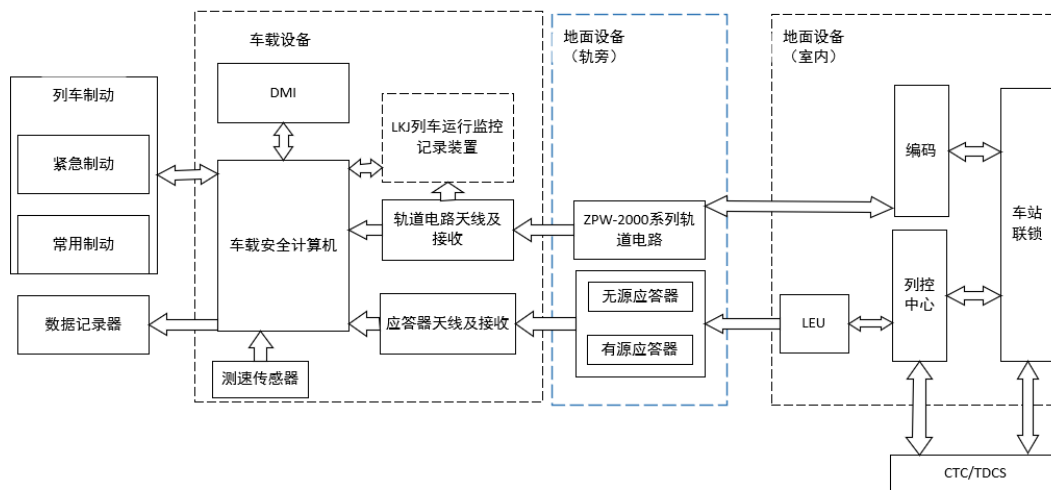 列车制动
紧急制动
常用制动
数据记录器
车载设备
DMI
LKJ列车运行监控
记录装置
车载安全计算机
轨道电路天线及
接收
应答器天线及接收
测速传感器
地面设备
（轨旁）
ZPW-2000系列轨
道电路
无源应答器
有源应答器
地面设备
（室内）
编码
车站
联锁
列控
中心
LEU
CTC/TDCS